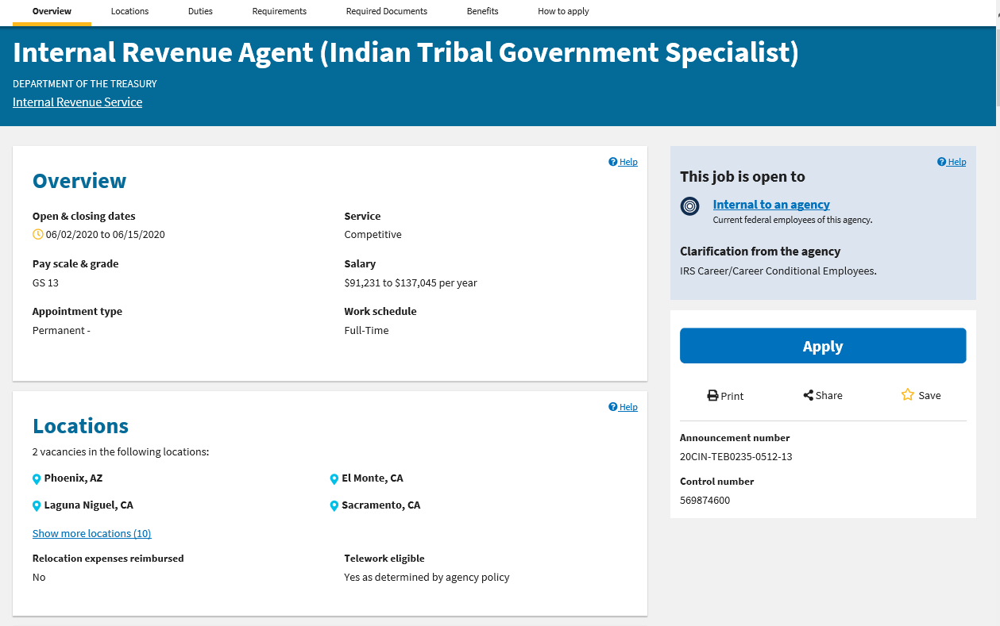 Overview Locations Duties Requirements Required Documents Benefits How to apply
Internal Revenue Agent (Indian Tribal Government Specialist)
DEPARTMENT OF THE TREASURY
Internal Revenue Service
Help
Overview
Open & closing dates
06/02/2020 to 06/15/2020
Service
Competitive
Pay scale & grade
GS 13
Salary
$91,231 to $137,045 per year
Appointment type
Permanent -
Work schedule
Full-Time
Help
Locations
2 vacancies in the following locations:
Phoenix, AZ
El Monte, CA
Laguna Niguel, CA
Sacramento, CA
Show more locations (10)
Relocation expenses reimbursed
No
Telework eligible
Yes as determined by agency policy
Help
This job is open to
Internal to an agency
Current federal employees of this agency.
Clarification from the agency
IRS Career/Career Conditional Employees.
Apply
Print Share Save
Announcement number
20CIN-TEB0235-0512-13
Control number
569874600